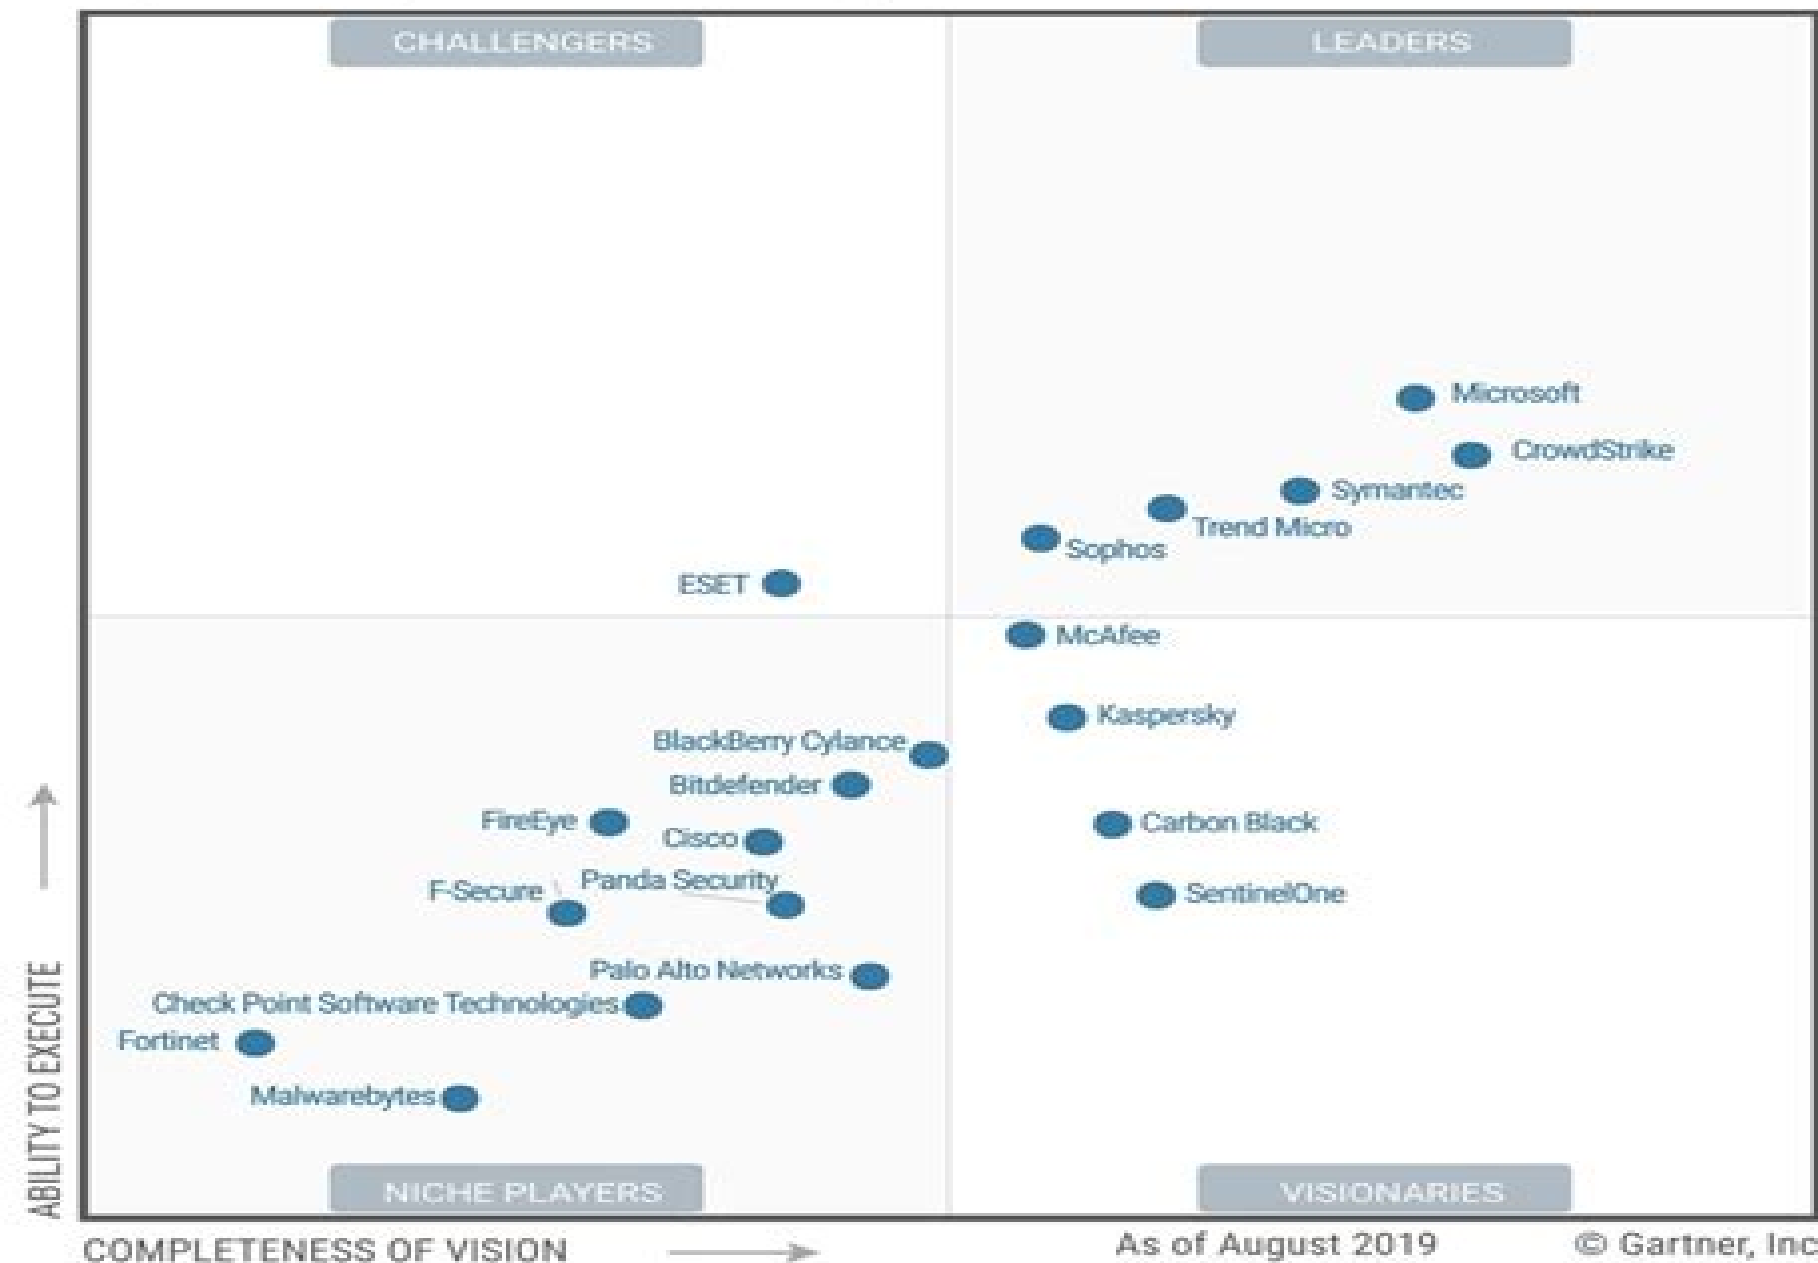 CHALLENGERS
LEADERS
Microsoft
CrowdStrike
Symantec
Trend Micro
Sophos
ESET
McAfee
Kaspersky
BlackBerry Cylance
Bitdefender
FireEye
Cisco
Carbon Black
Panda Security
F-Secure
SentinelOne
Palo Alto Networks
Check Point Software Technologies
Fortinet
Malwarebytes
ABILITY TO EXECUTE
NICHE PLAYERS
VISIONARIES
COMPLETENESS OF VISION
As of August 2019
© Gartner, Inc